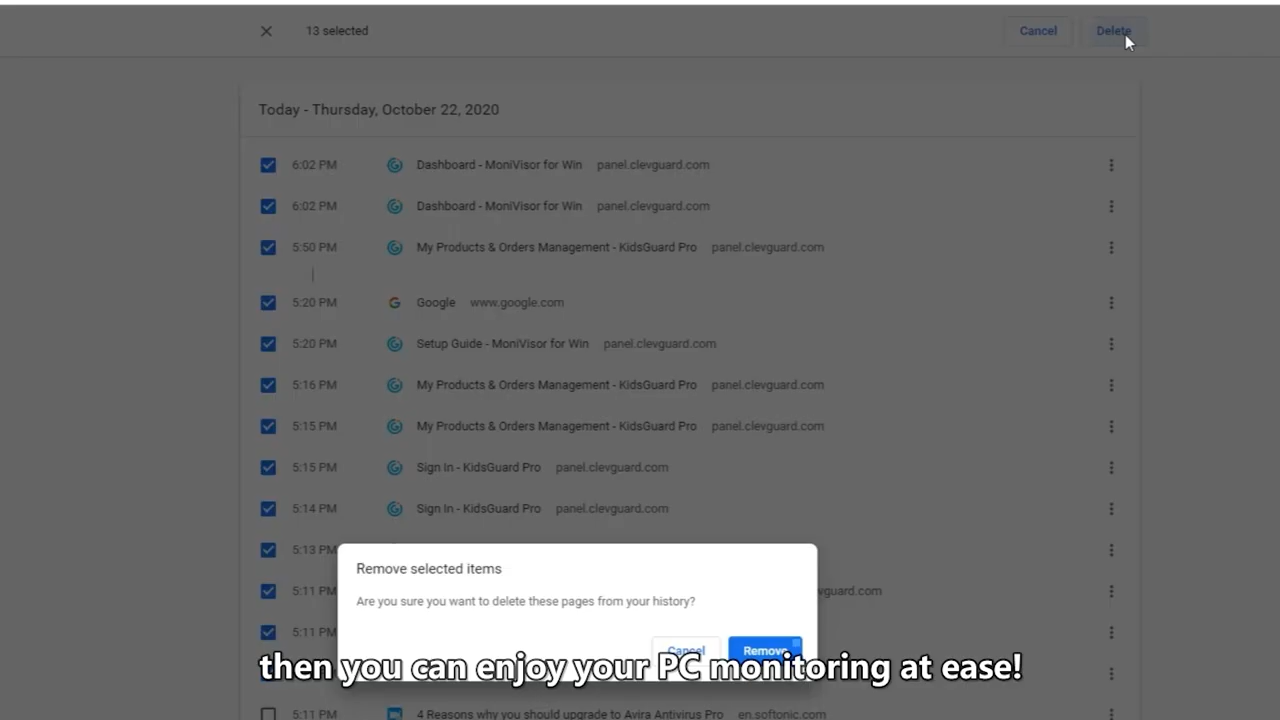 13 selected
Cancel
Delete
Today - Thursday, October 22, 2020
6:02 PM Dashboard - MoniVisor for Win panel.clevguard.com
6:02 PM Dashboard - MoniVisor for Win panel.clevguard.com
5:50 PM My Products & Orders Management - KidsGuard Pro panel.clevguard.com
5:20 PM Google www.google.com
5:20 PM Setup Guide - MoniVisor for Win panel.clevguard.com
5:16 PM My Products & Orders Management - KidsGuard Pro panel.clevguard.com
5:15 PM My Products & Orders Management - KidsGuard Pro panel.clevguard.com
5:15 PM Sign In - KidsGuard Pro panel.clevguard.com
5:14 PM Sign In - KidsGuard Pro panel.clevguard.com
5:13 PM
Remove selected items
5:11 PM
vguard.com
Are you sure you want to delete these pages from your history?
5:11 PM
Cancel
Remove
then you can enjoy your PC monitoring at ease!
5:11 PM 4 Reasons why you should upgrade to Avira Antivirus Pro en.softonic.com